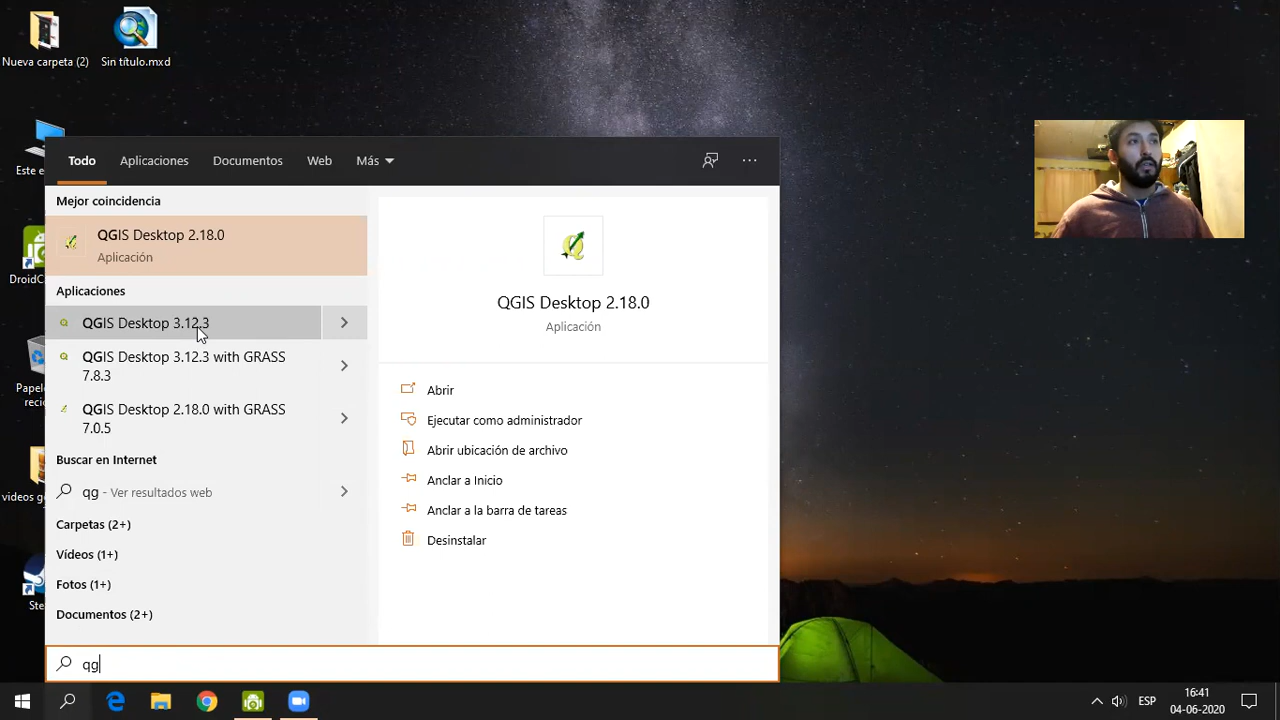 Nueva carpeta (2)
Sin título.mxd
Este e
DroidC
Papele
recic
videos g
Ste
Todo
Aplicaciones
Documentos
Web
Más
Mejor coincidencia
QGIS Desktop 2.18.0
Aplicación
Aplicaciones
QGIS Desktop 3.12.3
QGIS Desktop 3.12.3 with GRASS
7.8.3
QGIS Desktop 2.18.0 with GRASS
7.0.5
Buscar en Internet
qg - Ver resultados web
Carpetas (2+)
Vídeos (1+)
Fotos (1+)
Documentos (2+)
QGIS Desktop 2.18.0
Aplicación
Abrir
Ejecutar como administrador
Abrir ubicación de archivo
Anclar a Inicio
Anclar a la barra de tareas
Desinstalar
qg
ESP
16:41
04-06-2020